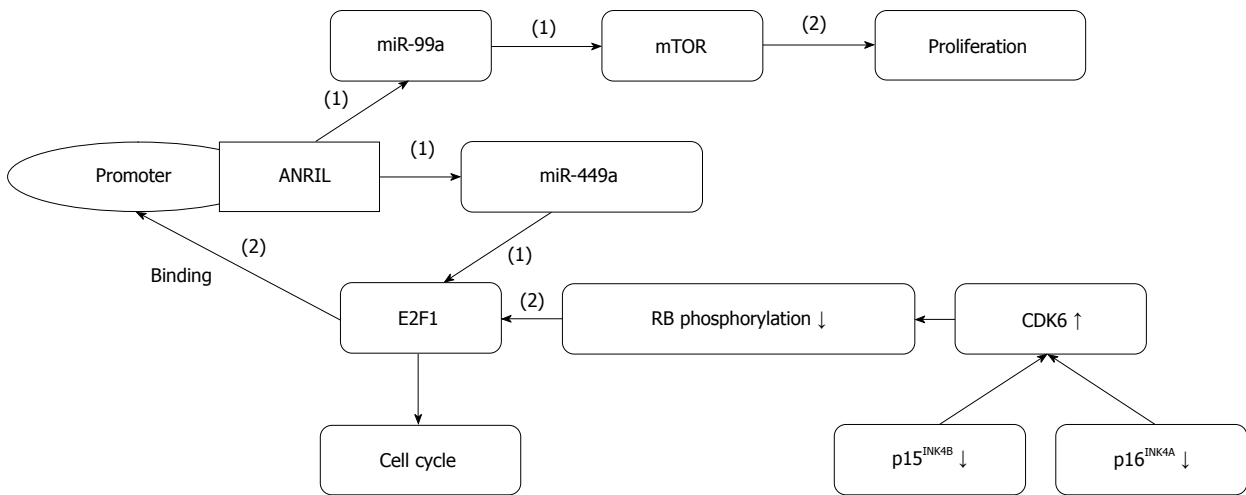 miR-99a
(1)
mTOR
(2)
Proliferation
(1)
Promoter
ANRIL
(1)
miR-449a
(2)
Binding
(1)
E2F1
(2)
RB phosphorylation ↓
CDK6 ↑
Cell cycle
p15INK4B ↓
p16INK4A ↓